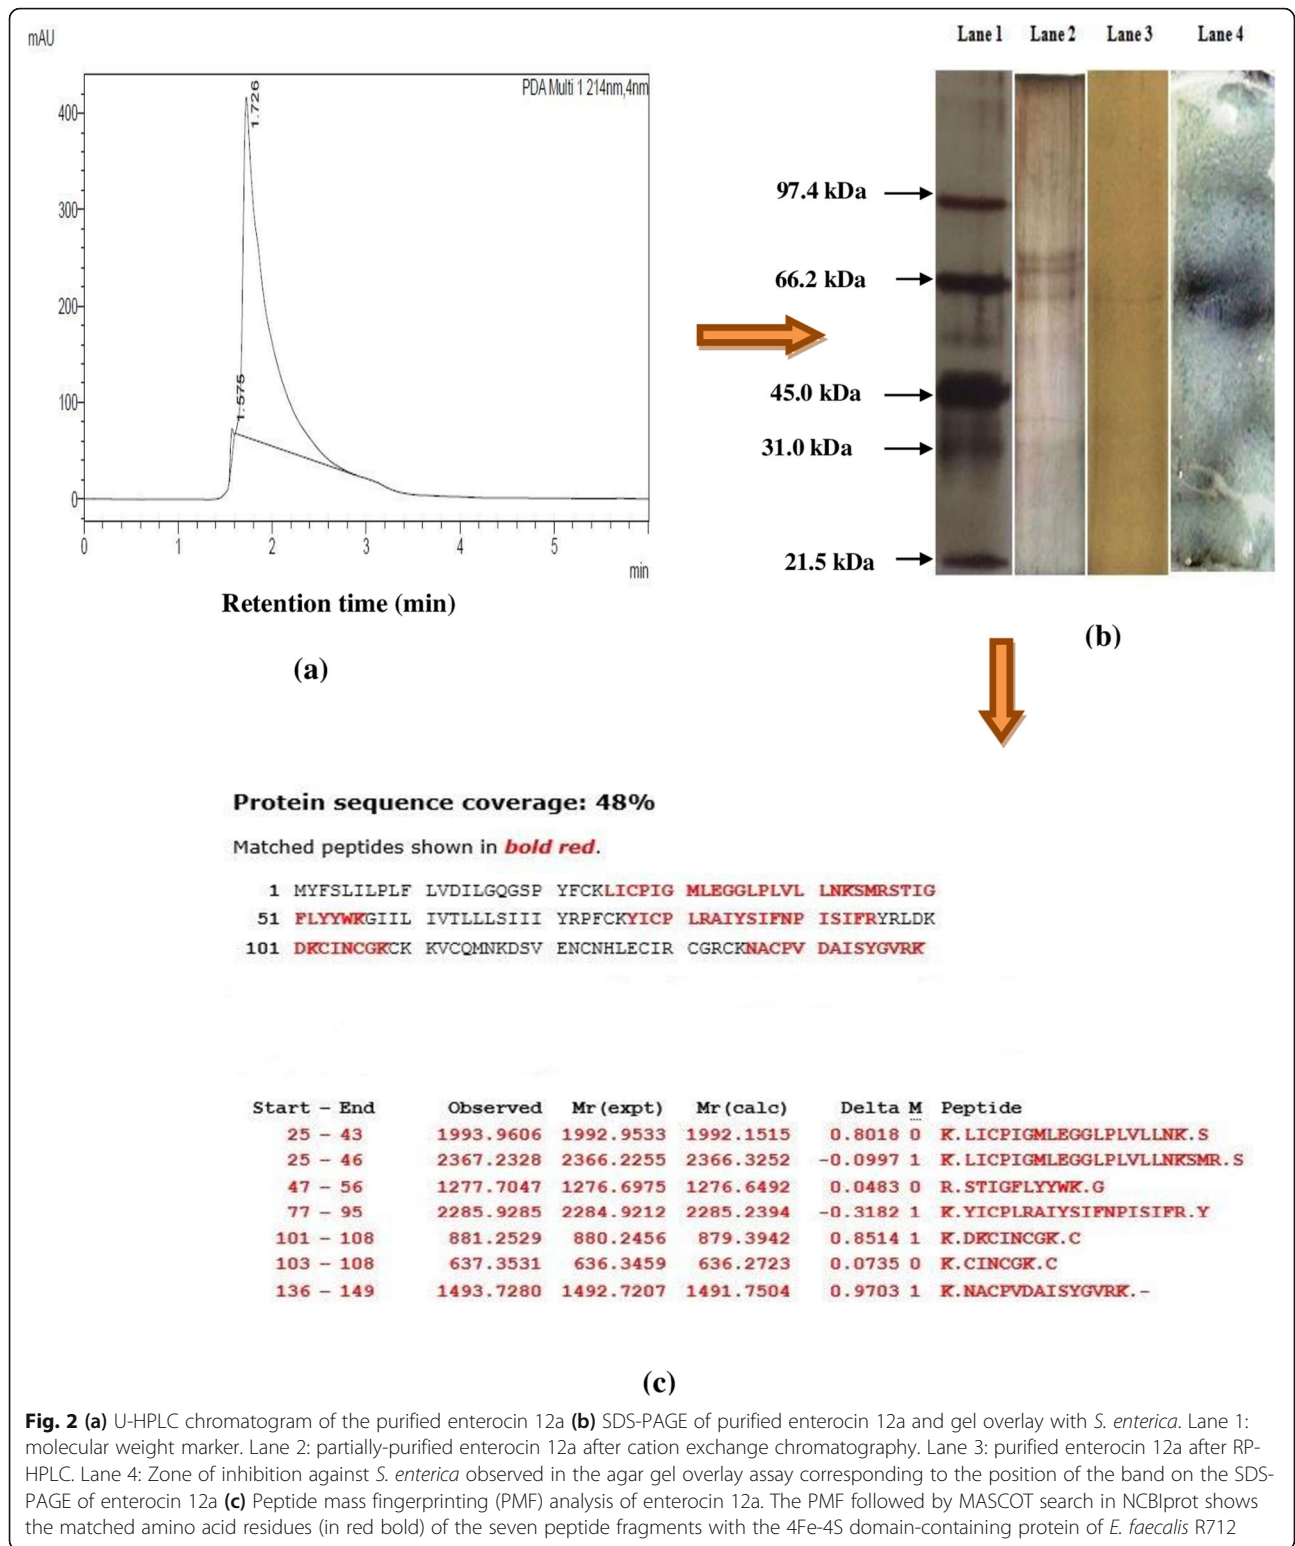 mAU
PDA Multi 1 214nm,4nm
400
300
200
100
0
1.726
1.575
0 1 2 3 4 5
min
Retention time (min)
(a)
Lane 1 Lane 2 Lane 3 Lane 4
97.4 kDa
66.2 kDa
45.0 kDa
31.0 kDa
21.5 kDa
(b)
Protein sequence coverage: 48%
Matched peptides shown in bold red.
1 MYFSLILPLF LVDILGQGSP YFCKLICPIG MLEGGLPLVL LNKSMRSTIG
51 FLYYWKGIIL IVTLLLSIII YRPFCKYICP LRAIYSIFNP ISIFRYRLDK
101 DKCINCGKCK KVCQMNKDSV ENCNHLECIR CGRCKNACPV DAISYGVRK
Start – End Observed Mr(expt) Mr(calc) Delta M Peptide
25 – 43 1993.9606 1992.9533 1992.1515 0.8018 0 K.LICPIGMLEGGLPLVLLNK.S
25 – 46 2367.2328 2366.2255 2366.3252 -0.0997 1 K.LICPIGMLEGGLPLVLLNKSMR.S
47 – 56 1277.7047 1276.6975 1276.6492 0.0483 0 R.STIGFLYYWK.G
77 – 95 2285.9285 2284.9212 2285.2394 -0.3182 1 K.YICPLRAIYSIFNPISIFR.Y
101 – 108 881.2529 880.2456 879.3942 0.8514 1 K.DKCINCGK.C
103 – 108 637.3531 636.3459 636.2723 0.0735 0 K.CINCGK.C
136 – 149 1493.7280 1492.7207 1491.7504 0.9703 1 K.NACPVDAISYGVRK.-
(c)
Fig. 2 (a) U-HPLC chromatogram of the purified enterocin 12a (b) SDS-PAGE of purified enterocin 12a and gel overlay with S. enterica. Lane 1:
molecular weight marker. Lane 2: partially-purified enterocin 12a after cation exchange chromatography. Lane 3: purified enterocin 12a after RP-
HPLC. Lane 4: Zone of inhibition against S. enterica observed in the agar gel overlay assay corresponding to the position of the band on the SDS-
PAGE of enterocin 12a (c) Peptide mass fingerprinting (PMF) analysis of enterocin 12a. The PMF followed by MASCOT search in NCBIprot shows
the matched amino acid residues (in red bold) of the seven peptide fragments with the 4Fe-4S domain-containing protein of E. faecalis R712